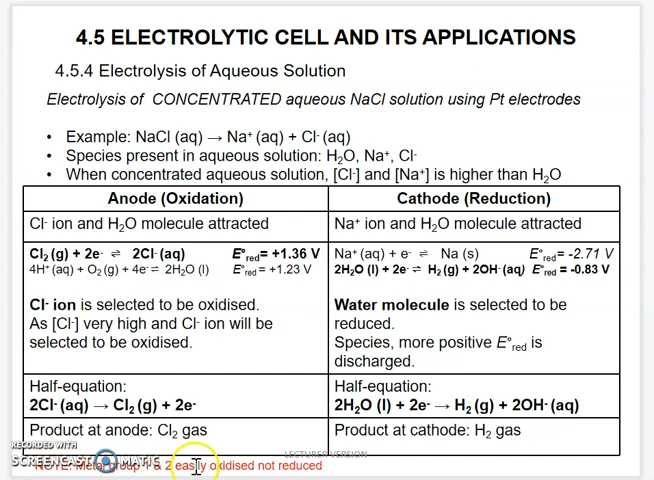 4.5 ELECTROLYTIC CELL AND ITS APPLICATIONS
4.5.4 Electrolysis of Aqueous Solution
Electrolysis of CONCENTRATED aqueous NaCl solution using Pt electrodes
• Example: NaCl (aq) → Na⁺ (aq) + Cl⁻ (aq)
• Species present in aqueous solution: H₂O, Na⁺, Cl⁻
• When concentrated aqueous solution, [Cl⁻] and [Na⁺] is higher than H₂O
Anode (Oxidation)
Cl⁻ ion and H₂O molecule attracted
Cl₂ (g) + 2e⁻ ⇌ 2Cl⁻ (aq) E°red = +1.36 V
4H⁺ (aq) + O₂ (g) + 4e⁻ ⇌ 2H₂O (l) E°red = +1.23 V
Cl⁻ ion is selected to be oxidised.
As [Cl⁻] very high and Cl⁻ ion will be
selected to be oxidised.
Half-equation:
2Cl⁻ (aq) → Cl₂ (g) + 2e⁻
Product at anode: Cl₂ gas
Cathode (Reduction)
Na⁺ ion and H₂O molecule attracted
Na⁺ (aq) + e⁻ ⇌ Na (s) E°red = -2.71 V
2H₂O (l) + 2e⁻ ⇌ H₂ (g) + 2OH⁻ (aq) E°red = -0.83 V
Water molecule is selected to be
reduced.
Species, more positive E°red is
discharged.
Half-equation:
2H₂O (l) + 2e⁻ → H₂ (g) + 2OH⁻ (aq)
Product at cathode: H₂ gas
LECTURER VERSION
NOTE: Metal group 1 & 2 easily oxidised not reduced
RECORDED WITH
SCREENCAST MATIC